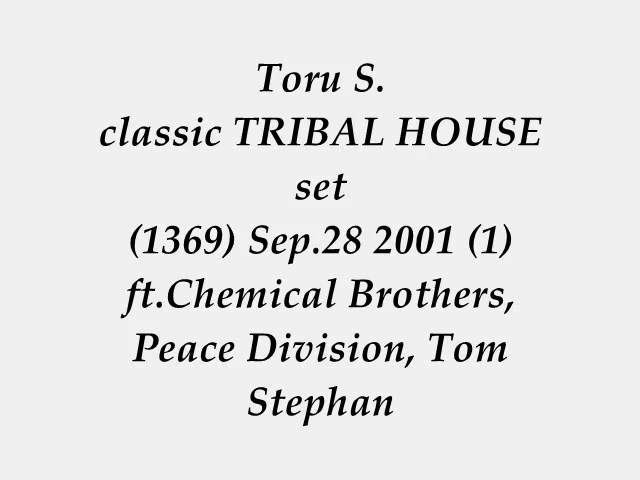 Toru S.
classic TRIBAL HOUSE
set
(1369) Sep.28 2001 (1)
ft.Chemical Brothers,
Peace Division, Tom
Stephan